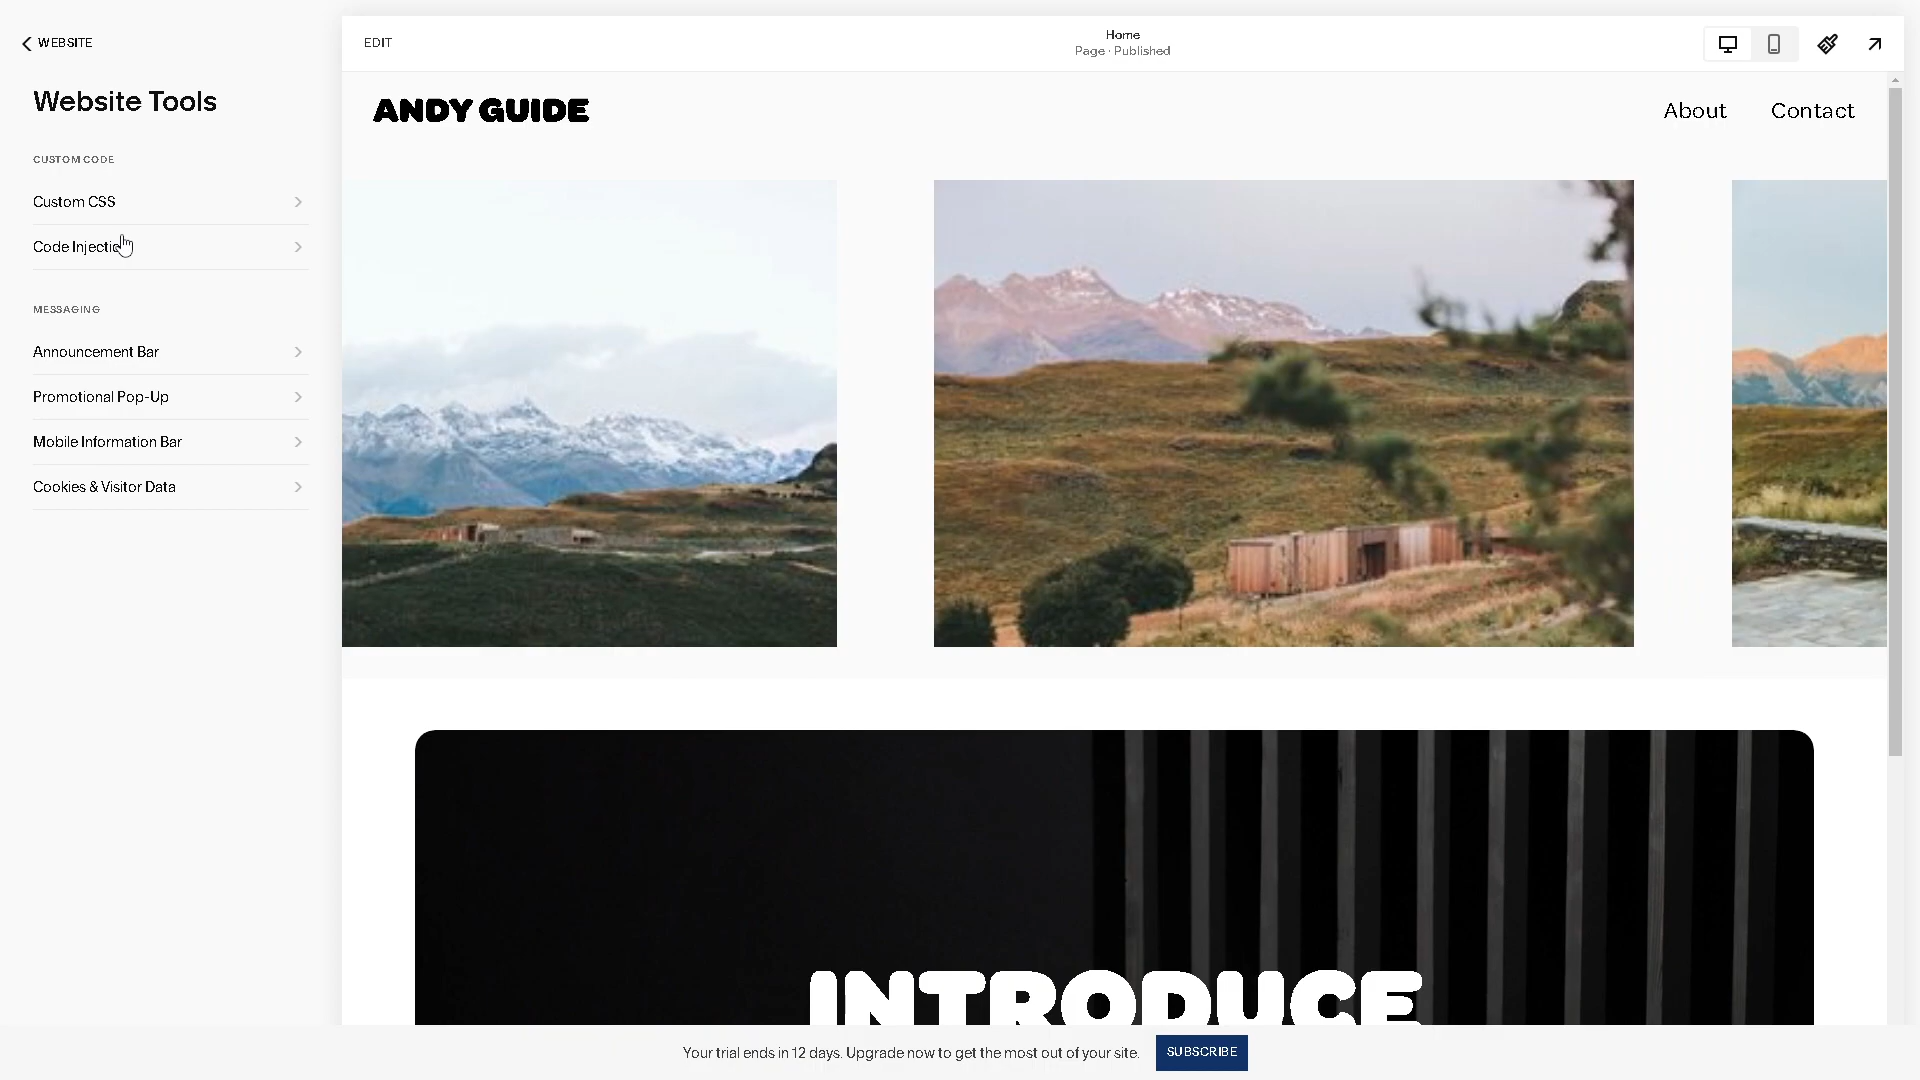 WEBSITE
Website Tools
CUSTOM CODE
Custom CSS
Code Injectio
MESSAGING
Announcement Bar
Promotional Pop-Up
Mobile Information Bar
Cookies & Visitor Data
EDIT
Home
Page · Published
ANDY GUIDE
About
Contact
INTRODUCE
Your trial ends in 12 days. Upgrade now to get the most out of your site.
SUBSCRIBE